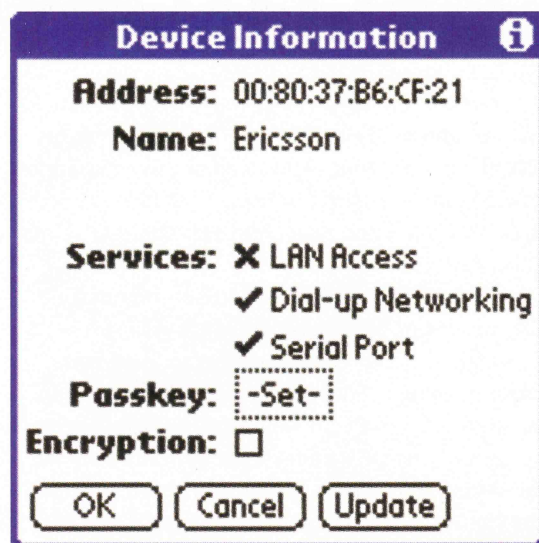 Device Information i
Address: 00:80:37:B6:CF:21
Name: Ericsson
Services: ✗ LAN Access
✓ Dial-up Networking
✓ Serial Port
Passkey: -Set-
Encryption: ☐
OK Cancel Update